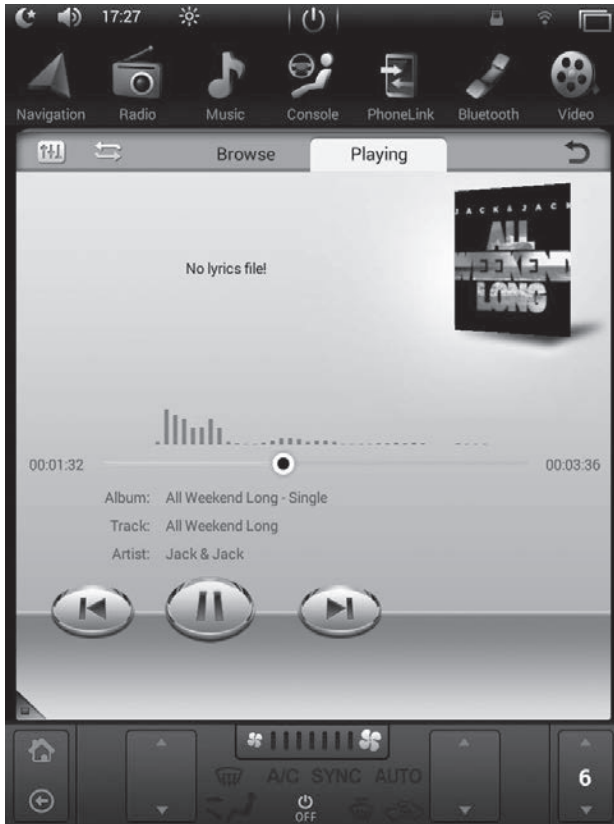 17:27
Navigation Radio Music Console PhoneLink Bluetooth Video
Browse Playing
No lyrics file!
JACK & JACK
ALL
WEEKEND
LONG
00:01:32 00:03:36
Album: All Weekend Long - Single
Track: All Weekend Long
Artist: Jack & Jack
A/C SYNC AUTO
6
OFF